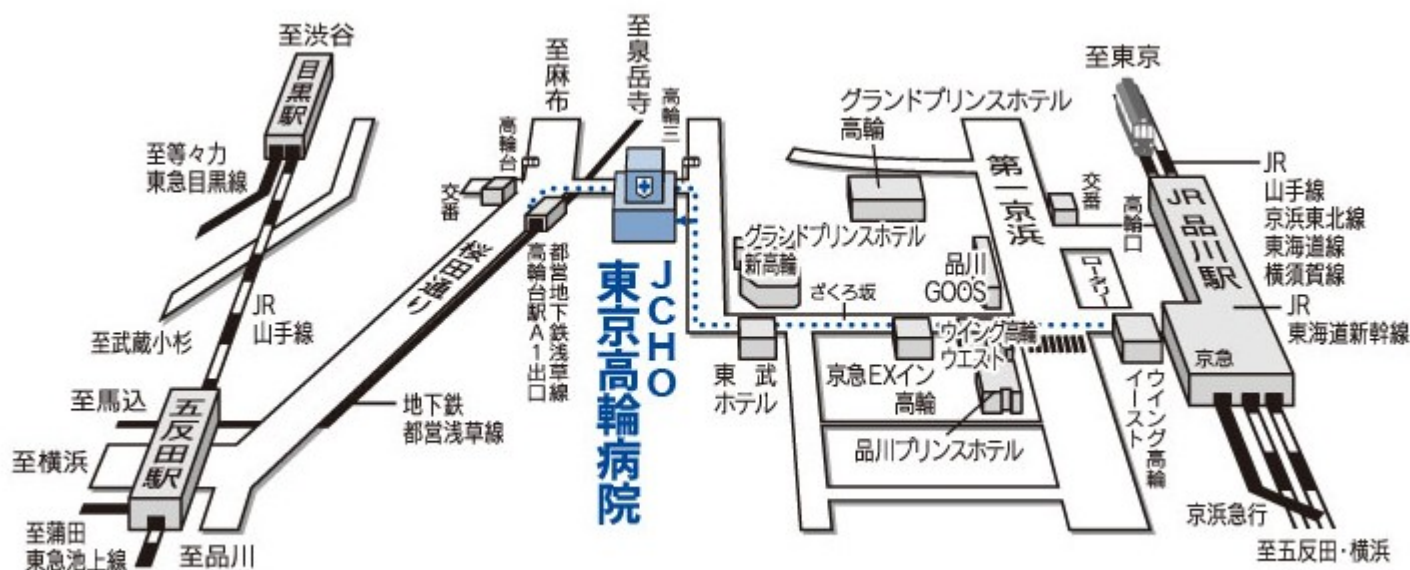 至渋谷
目黒駅
至等々力
東急目黒線
至武蔵小杉
JR
山手線
至馬込
五反田駅
至横浜
至蒲田
東急池上線
至品川
地下鉄
都営浅草線
桜田通り
交番
高輪台
至麻布
至泉岳寺
高輪三
都営地下鉄浅草線
高輪台駅A1出口
JCHO
東京高輪病院
グランドプリンスホテル
高輪
グランドプリンスホテル
新高輪
品川
GOOS
ざくろ坂
東武
ホテル
京急EXイン
高輪
ウイング高輪
ウエスト
品川プリンスホテル
第一京浜
交番
高輪口
ロータリー
ウイング高輪
イースト
至東京
JR品川駅
京急
JR
山手線
京浜東北線
東海道線
横須賀線
JR
東海道新幹線
京浜急行
至五反田・横浜